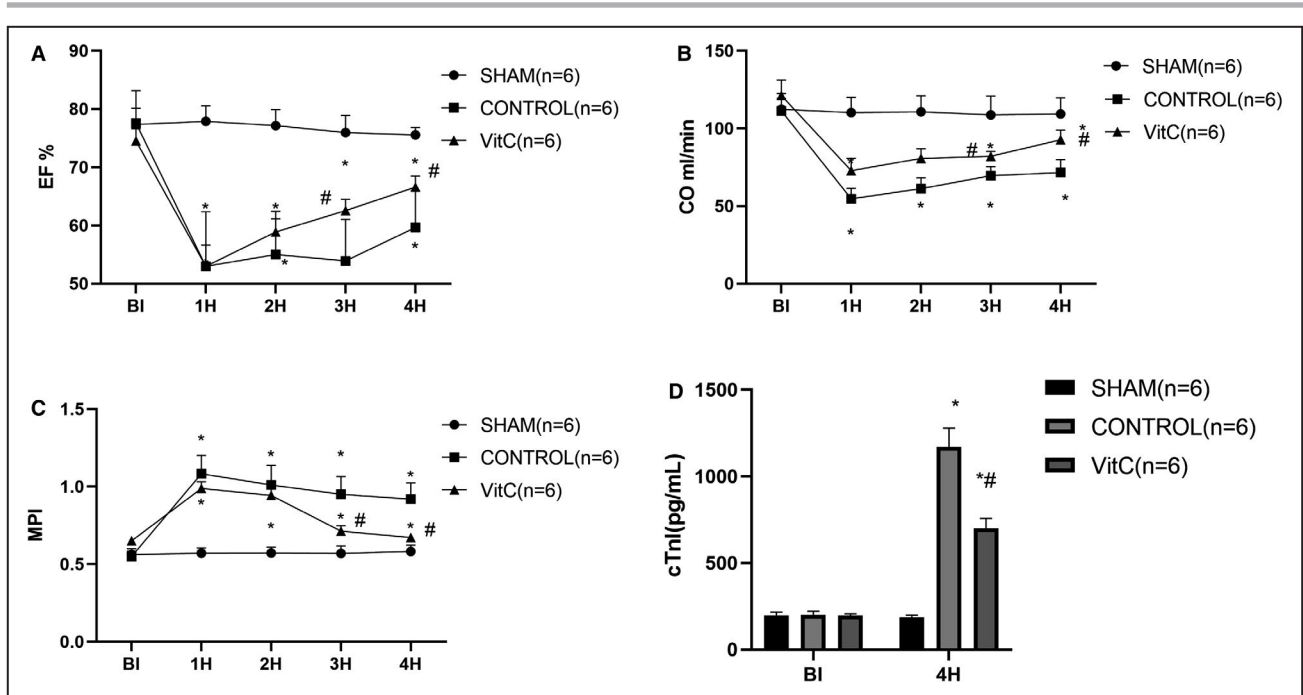 A
90
80
70
60
50
EF %
BI 1H 2H 3H 4H
* * * * * *
# #
SHAM(n=6)
CONTROL(n=6)
VitC(n=6)
B
150
100
50
0
CO ml/min
BI 1H 2H 3H 4H
* * * * * * *
# #
SHAM(n=6)
CONTROL(n=6)
VitC(n=6)
C
1.5
1.0
0.5
0.0
MPI
BI 1H 2H 3H 4H
* * * * * * * *
# #
SHAM(n=6)
CONTROL(n=6)
VitC(n=6)
D
1500
1000
500
0
cTnI(pg/mL)
BI 4H
*
*#
SHAM(n=6)
CONTROL(n=6)
VitC(n=6)